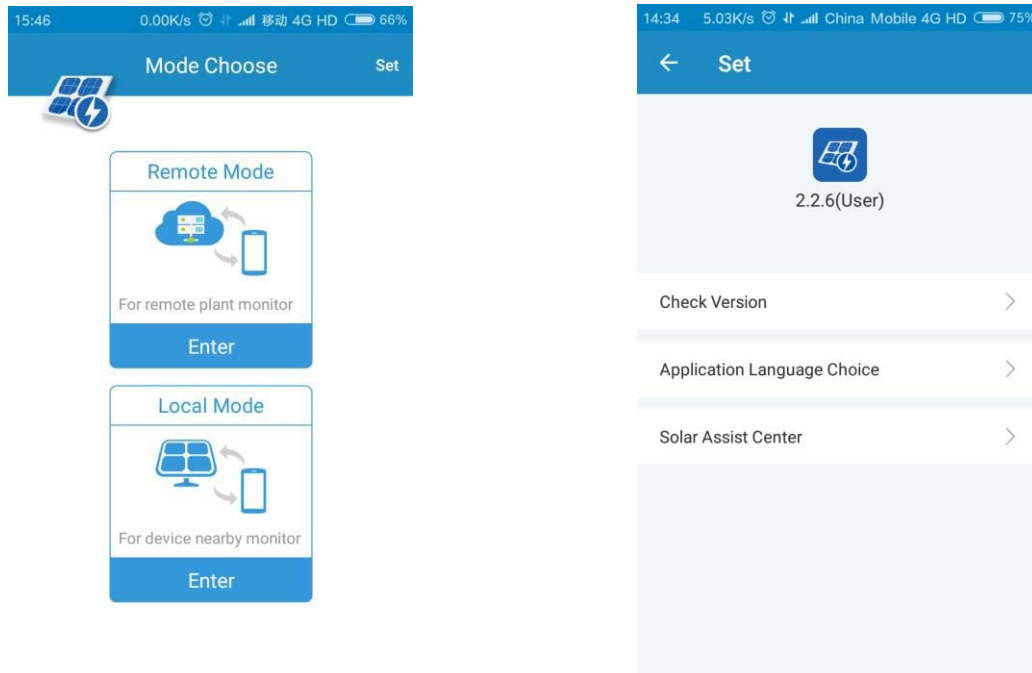 15:46 0.00K/s 移动 4G HD 66%
Mode Choose Set
Remote Mode
For remote plant monitor
Enter
Local Mode
For device nearby monitor
Enter
14:34 5.03K/s China Mobile 4G HD 75%
Set
2.2.6(User)
Check Version
Application Language Choice
Solar Assist Center